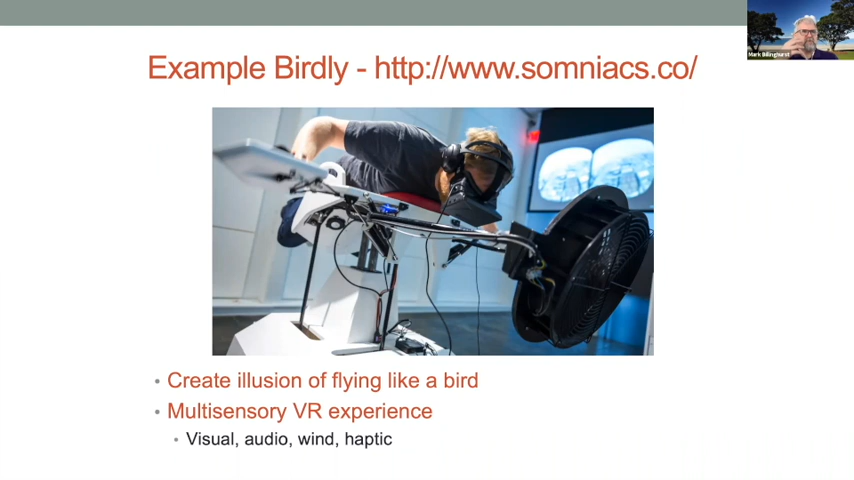 Mark Billinghurst
Example Birdly - http://www.somniacs.co/
Create illusion of flying like a bird
Multisensory VR experience
Visual, audio, wind, haptic